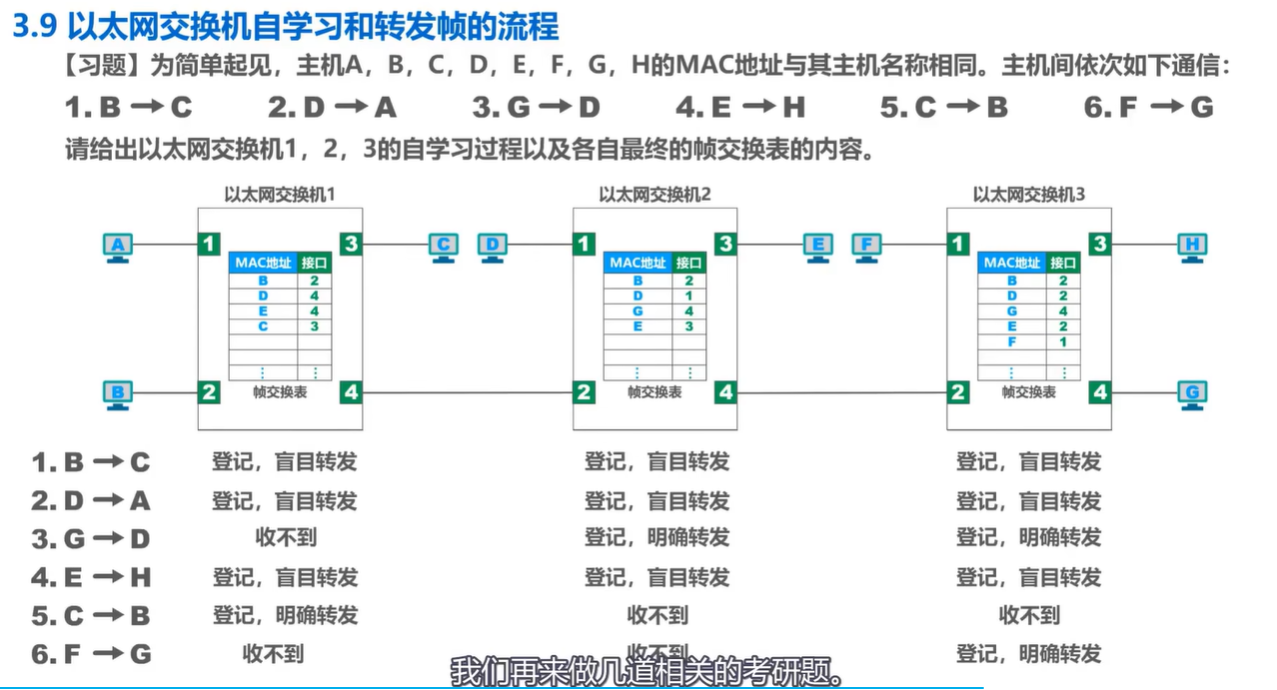 3.9 以太网交换机自学习和转发帧的流程
【习题】为简单起见，主机A，B，C，D，E，F，G，H的MAC地址与其主机名称相同。主机间依次如下通信：
1. B → C 2. D → A 3. G → D 4. E → H 5. C → B 6. F → G
请给出以太网交换机1，2，3的自学习过程以及各自最终的帧交换表的内容。
以太网交换机1 以太网交换机2 以太网交换机3
A 1 3 C D 1 3 E F 1 3 H
MAC地址 接口 MAC地址 接口 MAC地址 接口
B 2 B 2 B 2
D 4 D 1 D 2
E 4 G 4 G 4
C 3 E 3 E 2
F 1
⋮ ⋮ ⋮ ⋮ ⋮ ⋮
B 2 帧交换表 4 2 帧交换表 4 2 帧交换表 4 G
1. B → C 登记，盲目转发 登记，盲目转发 登记，盲目转发
2. D → A 登记，盲目转发 登记，盲目转发 登记，盲目转发
3. G → D 收不到 登记，明确转发 登记，明确转发
4. E → H 登记，盲目转发 登记，盲目转发 登记，盲目转发
5. C → B 登记，明确转发 收不到 收不到
6. F → G 收不到 收不到 登记，明确转发
我们再来做几道相关的考研题。